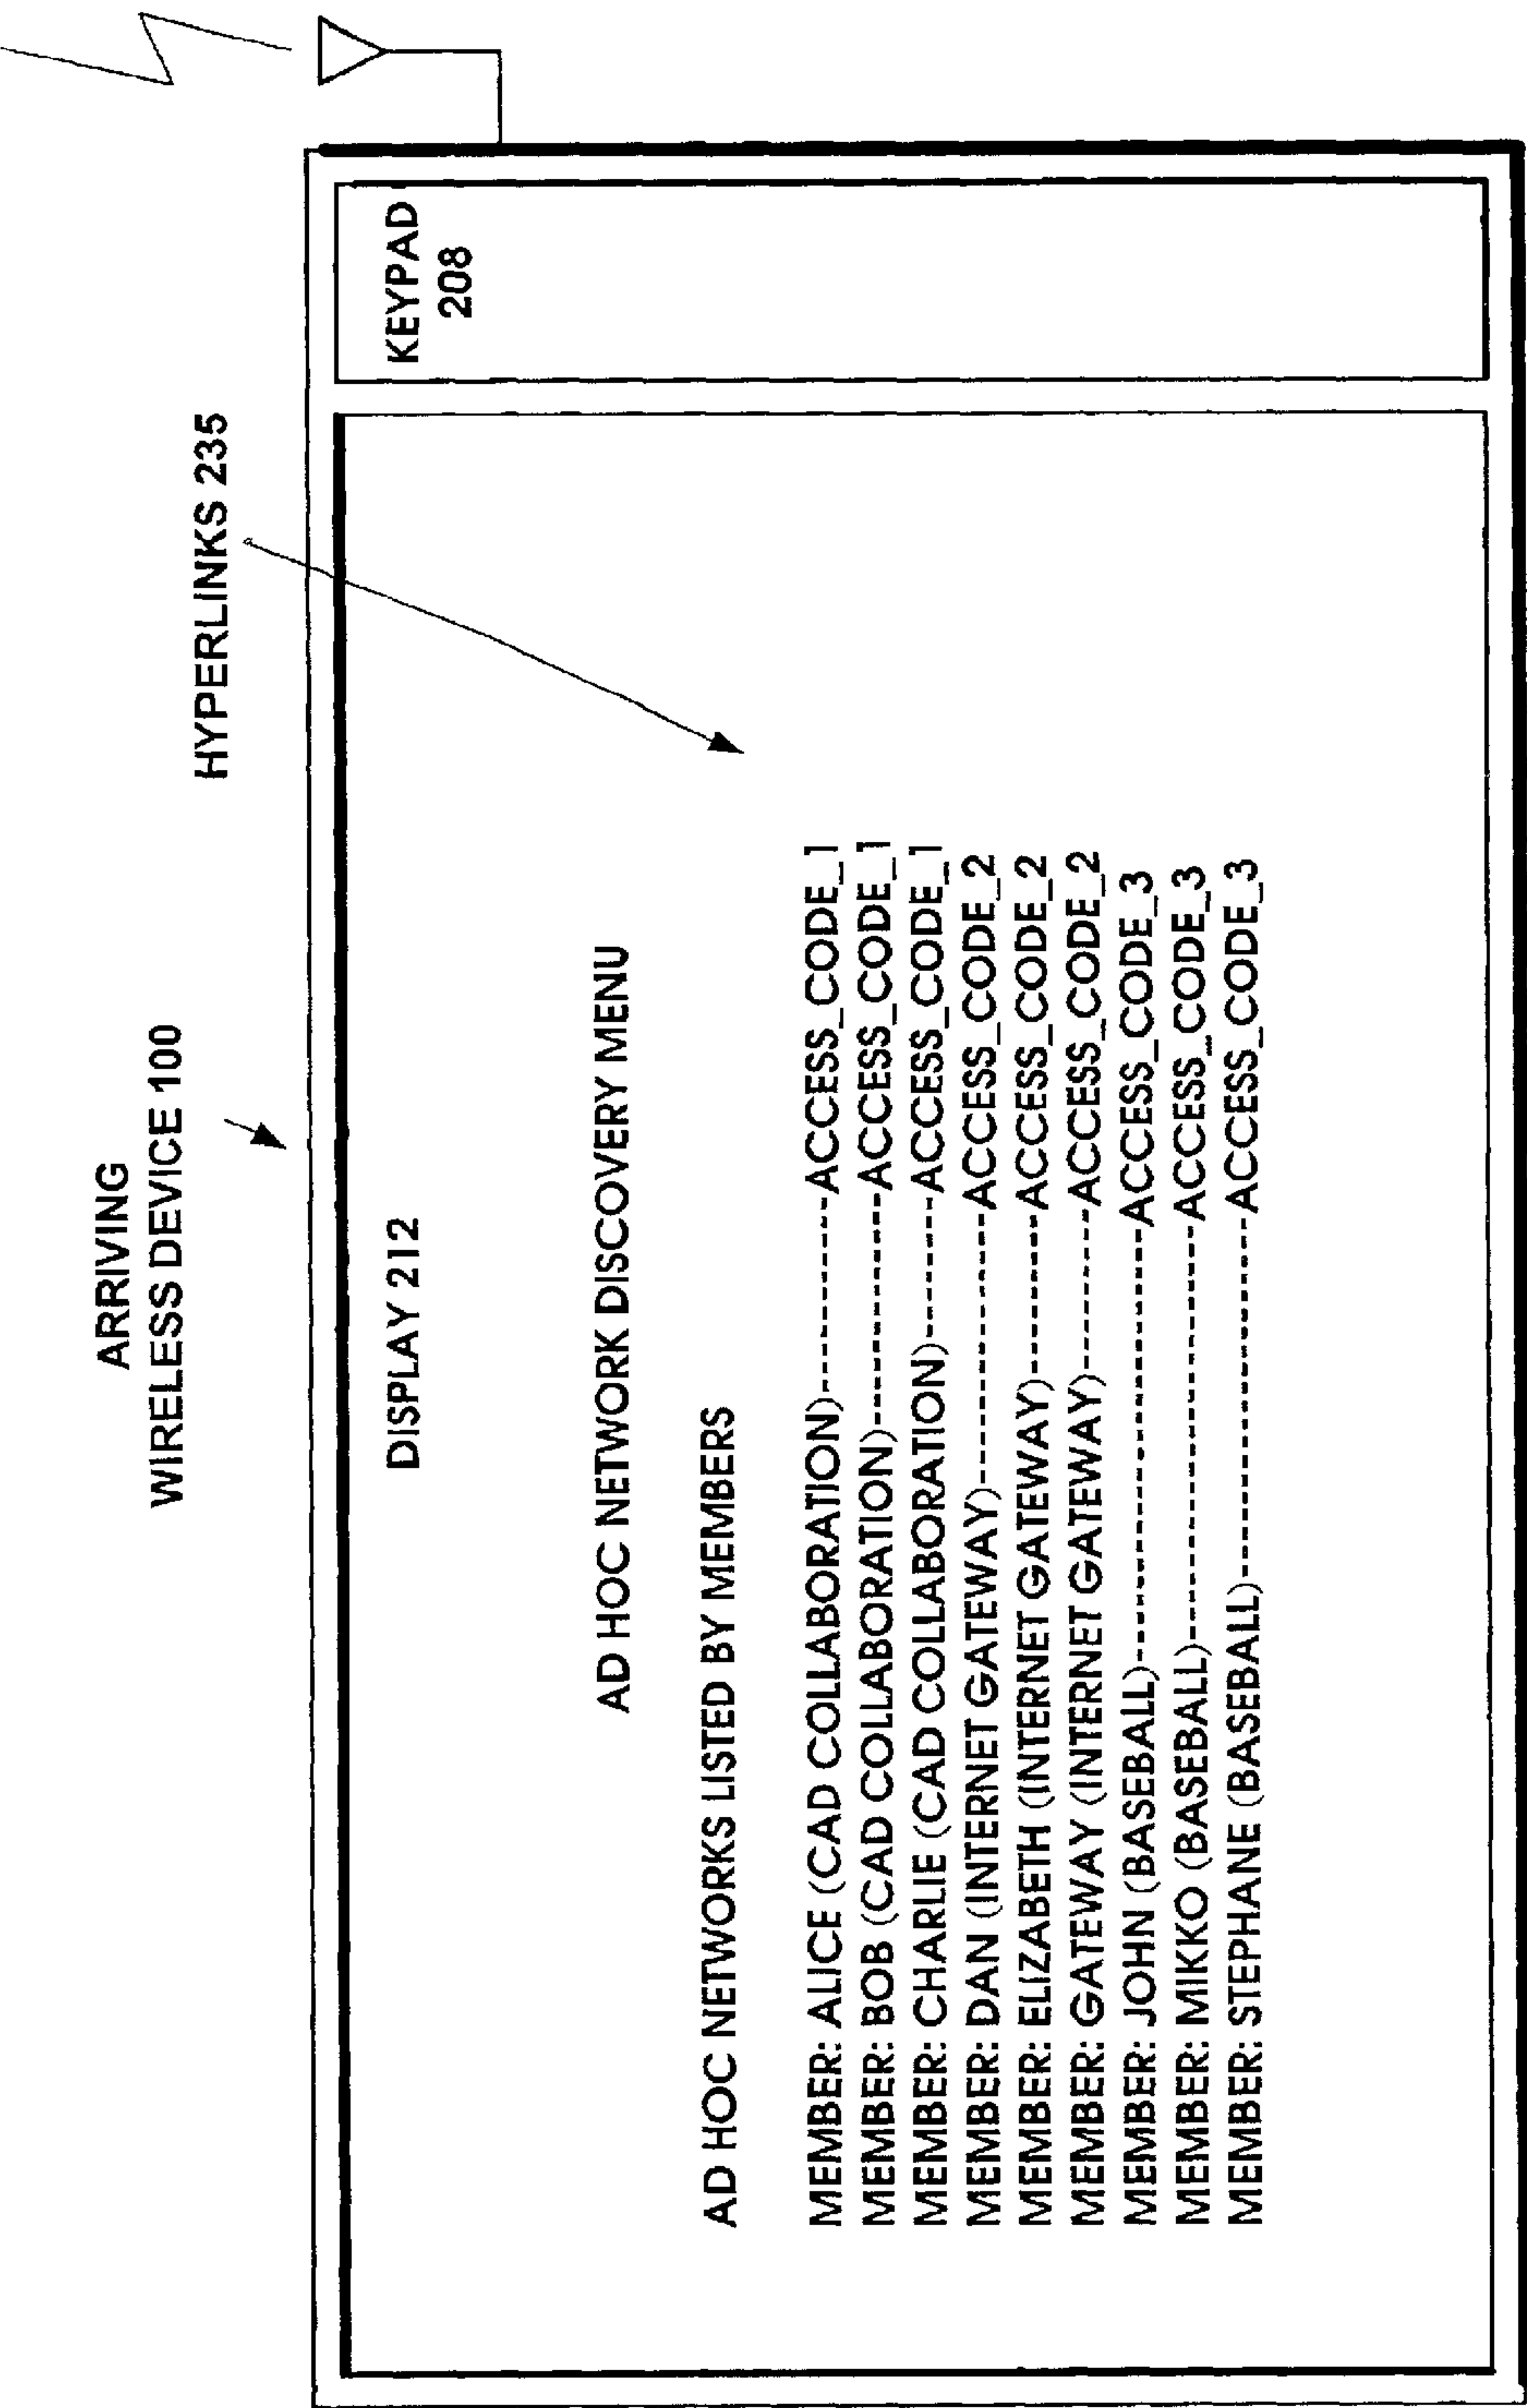 ARRIVING
WIRELESS DEVICE 100
HYPERLINKS 235
DISPLAY 212
KEYPAD
208
AD HOC NETWORK DISCOVERY MENU
AD HOC NETWORKS LISTED BY MEMBERS
MEMBER: ALICE (CAD COLLABORATION)------------ACCESS_CODE_1
MEMBER: BOB (CAD COLLABORATION)--------------ACCESS_CODE_1
MEMBER: CHARLIE (CAD COLLABORATION)--------ACCESS_CODE_1
MEMBER: DAN (INTERNET GATEWAY)----------------ACCESS_CODE_2
MEMBER: ELIZABETH (INTERNET GATEWAY)---------ACCESS_CODE_2
MEMBER: GATEWAY (INTERNET GATEWAY)---------ACCESS_CODE_2
MEMBER: JOHN (BASEBALL)--------------------------ACCESS_CODE_3
MEMBER: MIKKO (BASEBALL)-------------------------ACCESS_CODE_3
MEMBER: STEPHANE (BASEBALL)---------------------ACCESS_CODE_3